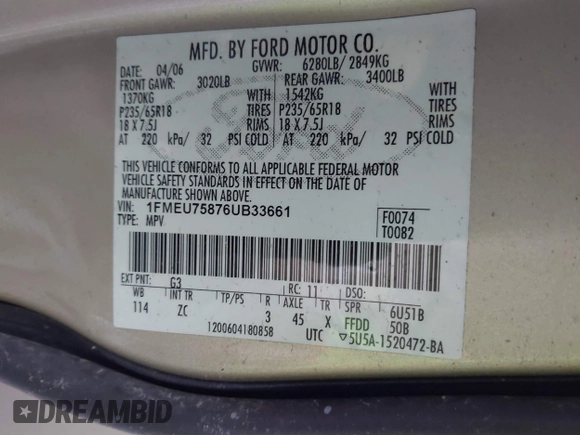 MFD. BY FORD MOTOR CO.
DATE: 04/06 GVWR: 6280LB/ 2849KG
FRONT GAWR: 3020LB REAR GAWR: 3400LB
1370KG WITH 1542KG WITH
P235/65R18 TIRES P235/65R18 TIRES
18 X 7.5J RIMS 18 X 7.5J RIMS
AT 220 kPa/ 32 PSI COLD AT 220 kPa/ 32 PSI COLD
THIS VEHICLE CONFORMS TO ALL APPLICABLE FEDERAL MOTOR
VEHICLE SAFETY STANDARDS IN EFFECT ON THE DATE OF
MANUFACTURE SHOWN ABOVE.
VIN: 1FMEU75876UB33661 F0074
TYPE: MPV T0082
EXT PNT: G3 RC: 11 DSO:
WB INT TR TP/PS R AXLE TR SPR 6U51B
114 ZC 3 45 X FFDD 50B
1200604180858 UTC ▽5U5A-1520472-BA
DREAMBID